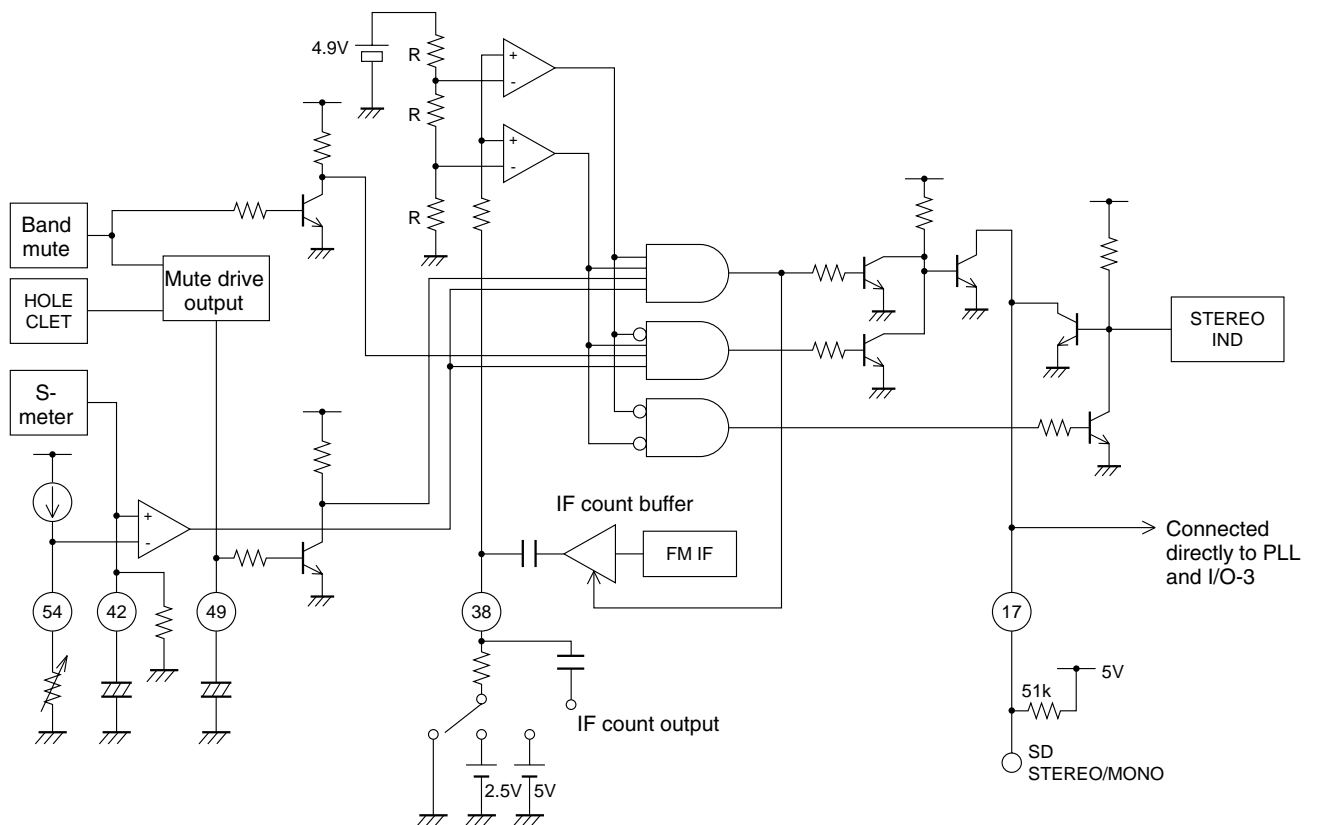 4.9V
R
+
-
R
+
-
R
Band
mute
Mute drive
output
HOLE
CLET
STEREO
IND
S-
meter
+
-
IF count buffer
FM IF
Connected
directly to PLL
and I/O-3
54
42
49
38
17
5V
51k
IF count output
SD
STEREO/MONO
2.5V
5V